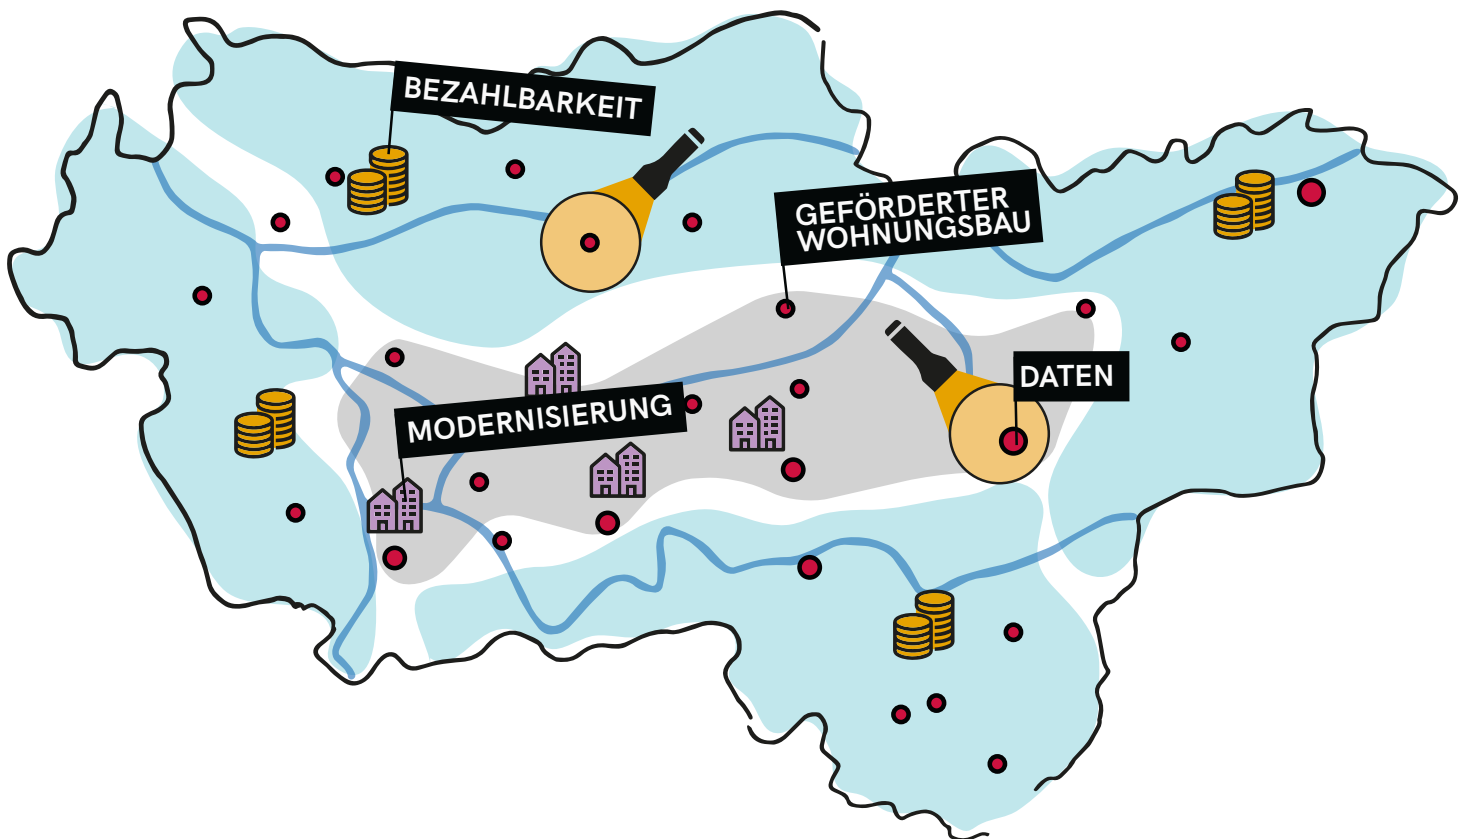 BEZAHLBARKEIT
GEFÖRDERTER
WOHNUNGSBAU
DATEN
MODERNISIERUNG